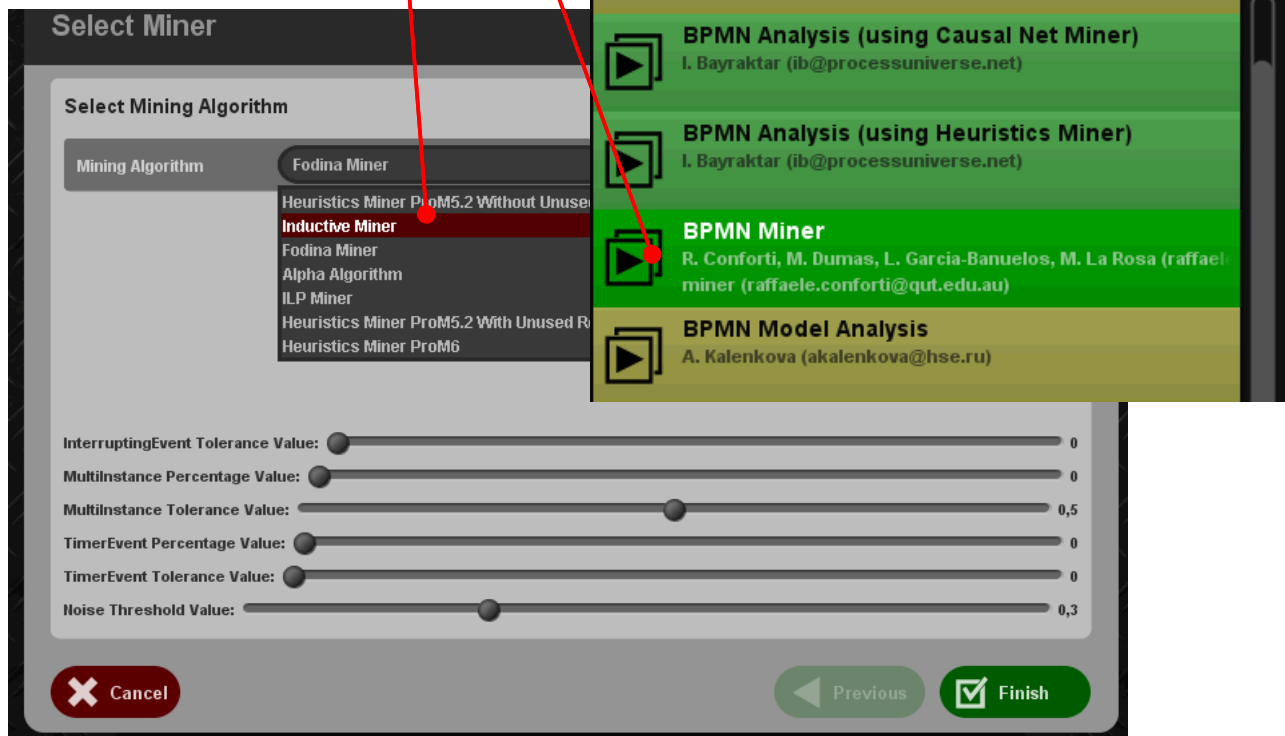 Select Miner
Select Mining Algorithm
Mining Algorithm
Fodina Miner
Heuristics Miner ProM5.2 Without Unuse
Inductive Miner
Fodina Miner
Alpha Algorithm
ILP Miner
Heuristics Miner ProM5.2 With Unused R
Heuristics Miner ProM6
BPMN Analysis (using Causal Net Miner)
I. Bayraktar (ib@processuniverse.net)
BPMN Analysis (using Heuristics Miner)
I. Bayraktar (ib@processuniverse.net)
BPMN Miner
R. Conforti, M. Dumas, L. Garcia-Banuelos, M. La Rosa (raffael
miner (raffaele.conforti@qut.edu.au)
BPMN Model Analysis
A. Kalenkova (akalenkova@hse.ru)
InterruptingEvent Tolerance Value: 0
MultiInstance Percentage Value: 0
MultiInstance Tolerance Value: 0,5
TimerEvent Percentage Value: 0
TimerEvent Tolerance Value: 0
Noise Threshold Value: 0,3
Cancel
Previous
Finish